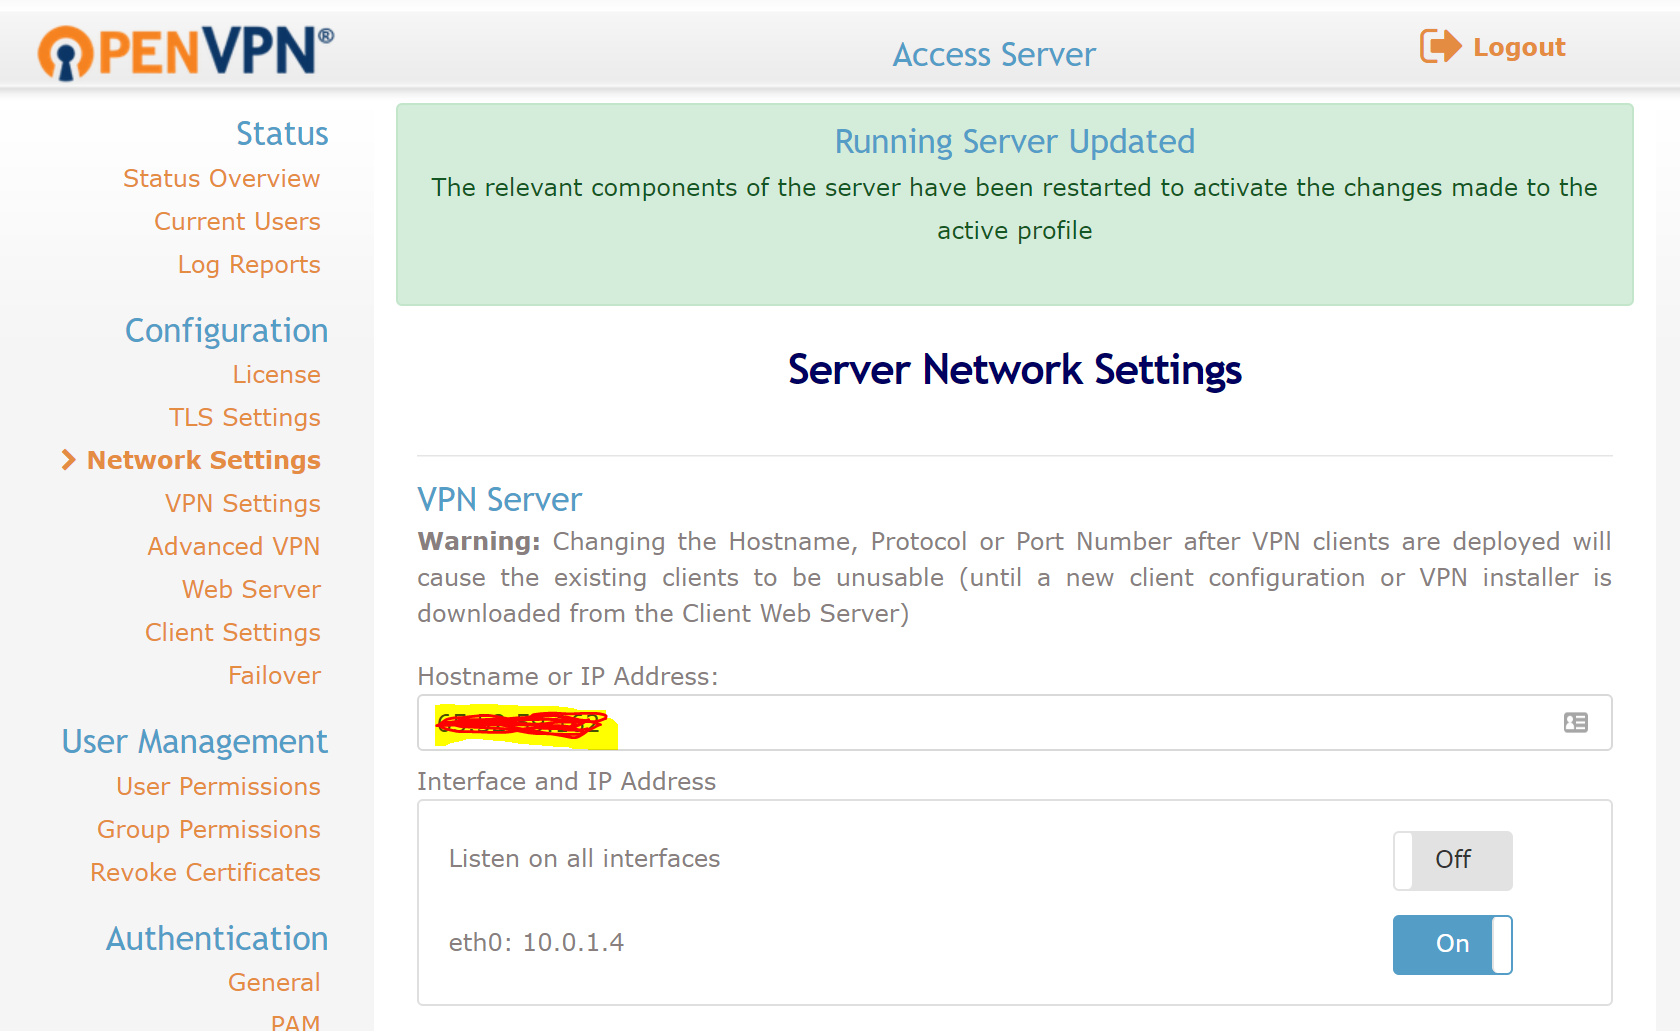 OPENVPN®
Access Server
Logout
Status
Status Overview
Current Users
Log Reports
Configuration
License
TLS Settings
Network Settings
VPN Settings
Advanced VPN
Web Server
Client Settings
Failover
User Management
User Permissions
Group Permissions
Revoke Certificates
Authentication
General
PAM
Running Server Updated
The relevant components of the server have been restarted to activate the changes made to the
active profile
Server Network Settings
VPN Server
Warning: Changing the Hostname, Protocol or Port Number after VPN clients are deployed will
cause the existing clients to be unusable (until a new client configuration or VPN installer is
downloaded from the Client Web Server)
Hostname or IP Address:
Interface and IP Address
Listen on all interfaces
Off
eth0: 10.0.1.4
On